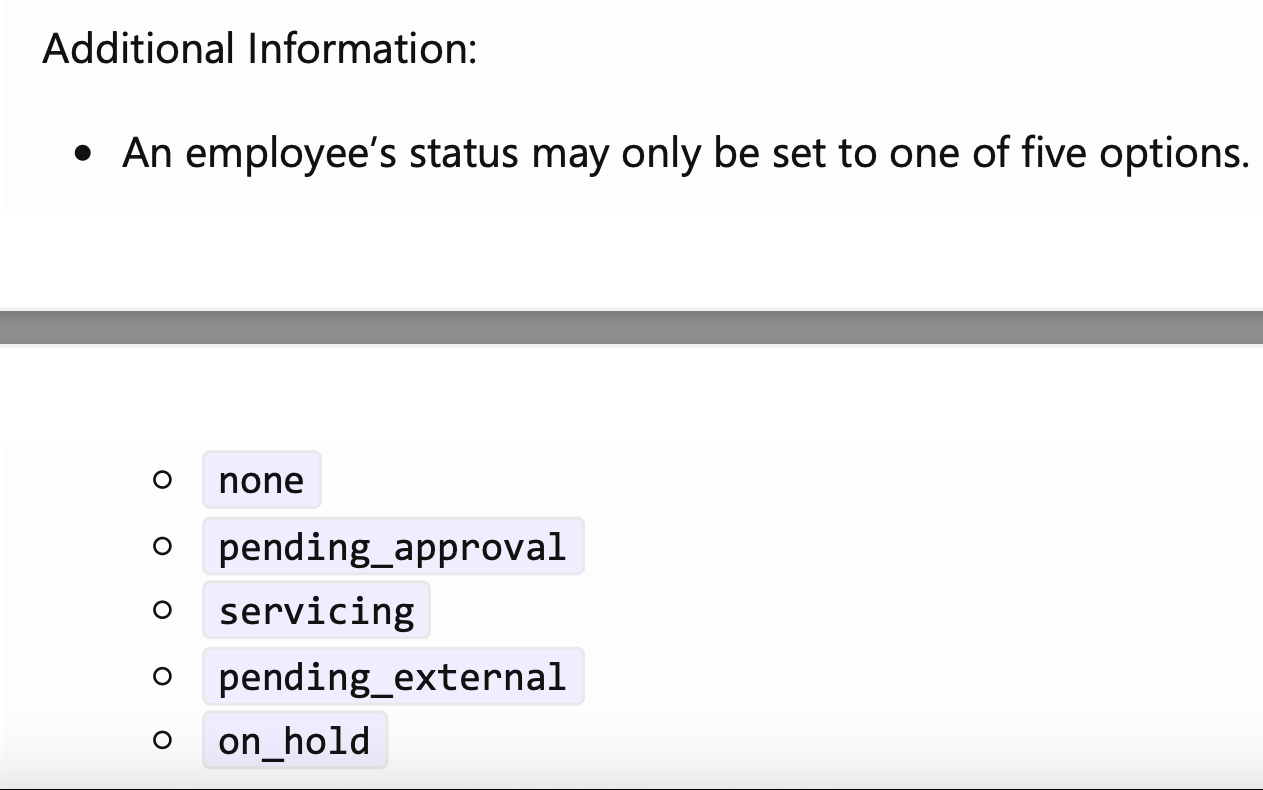 Additional Information:
An employee’s status may only be set to one of five options.
none
pending_approval
servicing
pending_external
on_hold